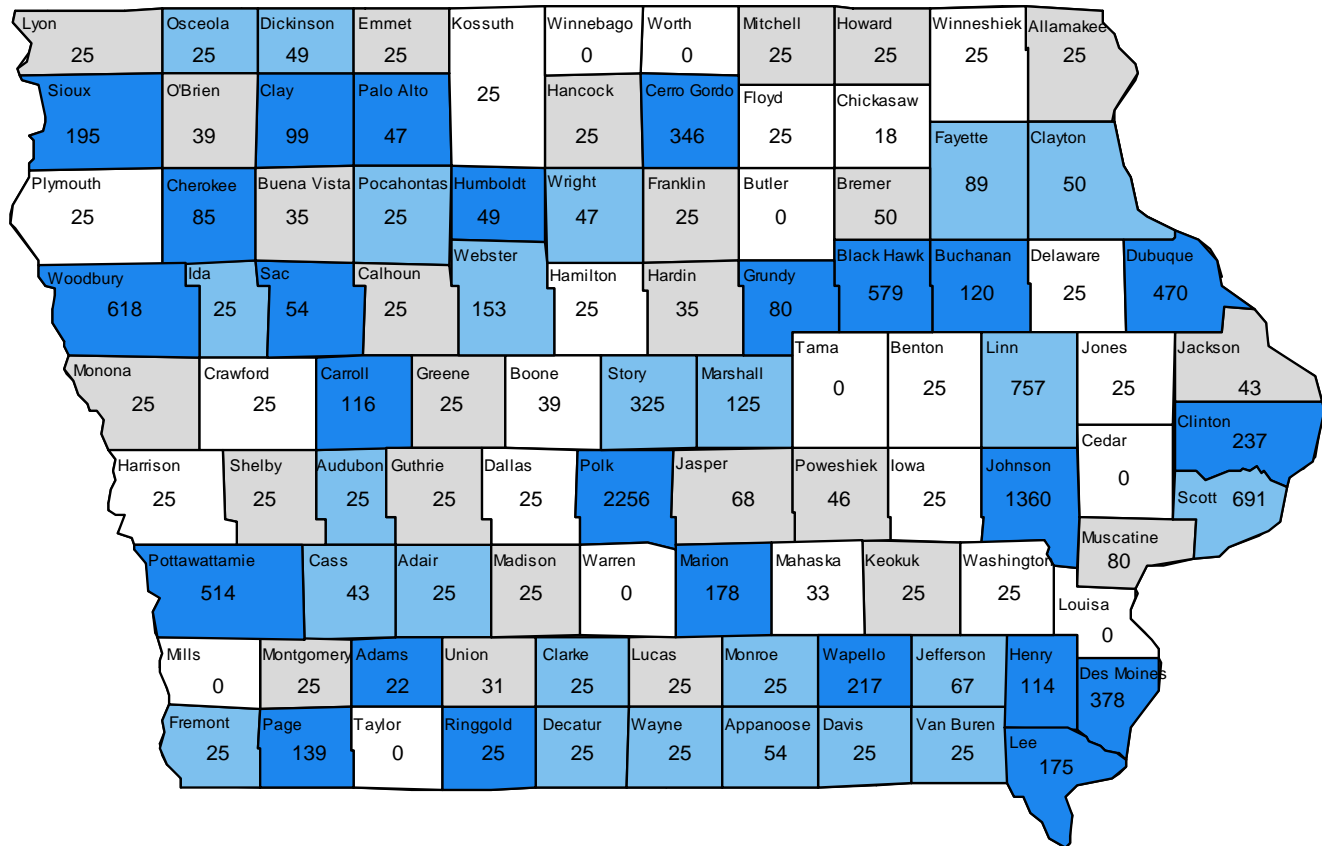 Lyon
25
Osceola
25
Dickinson
49
Emmet
25
Kossuth
25
Winnebago
0
Worth
0
Mitchell
25
Howard
25
Winneshiek
25
Allamakee
25
Sioux
195
O'Brien
39
Clay
99
Palo Alto
47
Hancock
25
Cerro Gordo
346
Floyd
25
Chickasaw
18
Fayette
89
Clayton
50
Plymouth
25
Cherokee
85
Buena Vista
35
Pocahontas
25
Humboldt
49
Wright
47
Franklin
25
Butler
0
Bremer
50
Woodbury
618
Ida
25
Sac
54
Calhoun
25
Webster
153
Hamilton
25
Hardin
35
Grundy
80
Black Hawk
579
Buchanan
120
Delaware
25
Dubuque
470
Monona
25
Crawford
25
Carroll
116
Greene
25
Boone
39
Story
325
Marshall
125
Tama
0
Benton
25
Linn
757
Jones
25
Jackson
43
Clinton
237
Cedar
0
Harrison
25
Shelby
25
Audubon
25
Guthrie
25
Dallas
25
Polk
2256
Jasper
68
Poweshiek
46
Iowa
25
Johnson
1360
Scott
691
Muscatine
80
Pottawattamie
514
Cass
43
Adair
25
Madison
25
Warren
0
Marion
178
Mahaska
33
Keokuk
25
Washington
25
Louisa
0
Mills
0
Montgomery
25
Adams
22
Union
31
Clarke
25
Lucas
25
Monroe
25
Wapello
217
Jefferson
67
Henry
114
Des Moines
378
Fremont
25
Page
139
Taylor
0
Ringgold
25
Decatur
25
Wayne
25
Appanoose
54
Davis
25
Van Buren
25
Lee
175